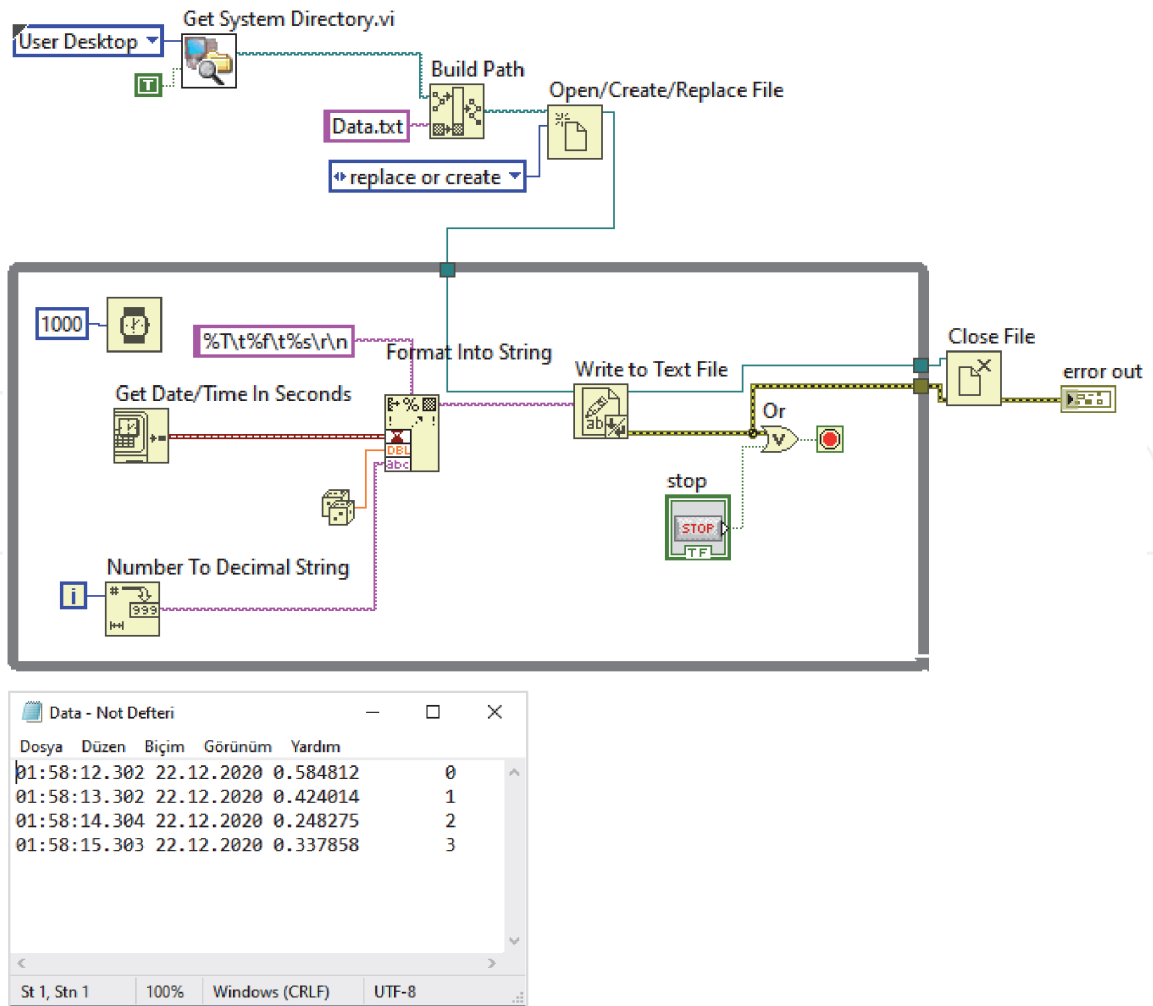 Get System Directory.vi
User Desktop
T
Build Path
Open/Create/Replace File
Data.txt
replace or create
1000
%T\t%f\t%s\r\n
Format Into String
Write to Text File
Close File
error out
Get Date/Time In Seconds
Or
DBL
abc
ab
stop
STOP
TF
Number To Decimal String
i
# 
999
Data - Not Defteri
Dosya Düzen Biçim Görünüm Yardım
01:58:12.302 22.12.2020 0.584812 0
01:58:13.302 22.12.2020 0.424014 1
01:58:14.304 22.12.2020 0.248275 2
01:58:15.303 22.12.2020 0.337858 3
St 1, Stn 1 100% Windows (CRLF) UTF-8